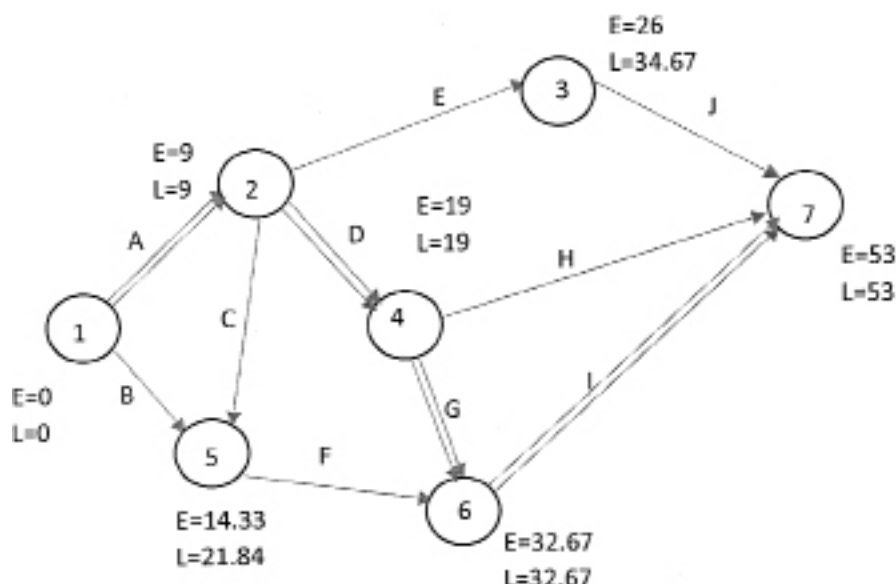 E=26
L=34.67
E
3
J
E=9
L=9
2
E=19
L=19
7
A
D
H
E=53
L=53
1
C
4
I
E=0
L=0
B
G
5
F
6
E=14.33
L=21.84
E=32.67
L=32.67